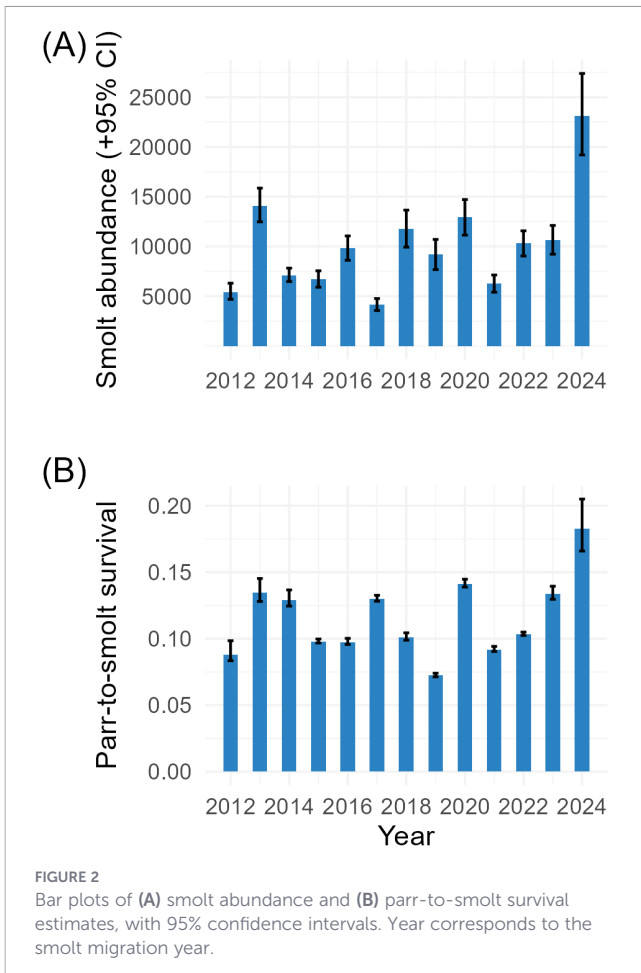 (A)
Smolt abundance (+95% CI)
25000
20000
15000
10000
5000
2012 2014 2016 2018 2020 2022 2024
(B)
Parr-to-smolt survival
0.20
0.15
0.10
0.05
0.00
2012 2014 2016 2018 2020 2022 2024
Year
FIGURE 2
Bar plots of (A) smolt abundance and (B) parr-to-smolt survival
estimates, with 95% confidence intervals. Year corresponds to the
smolt migration year.